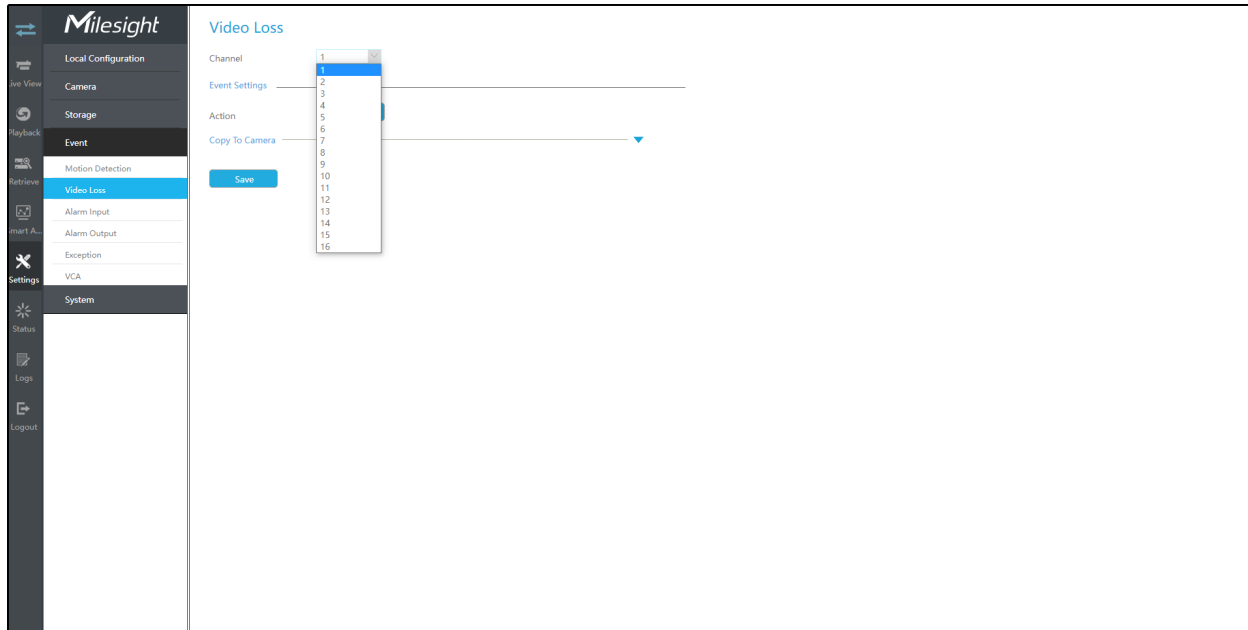 Milesight
Live View
Playback
Retrieve
Smart A...
Settings
Status
Logs
Logout
Local Configuration
Camera
Storage
Event
Motion Detection
Video Loss
Alarm Input
Alarm Output
Exception
VCA
System
Video Loss
Channel 1
1
2
3
4
5
6
7
8
9
10
11
12
13
14
15
16
Event Settings
Action
Copy To Camera
Save